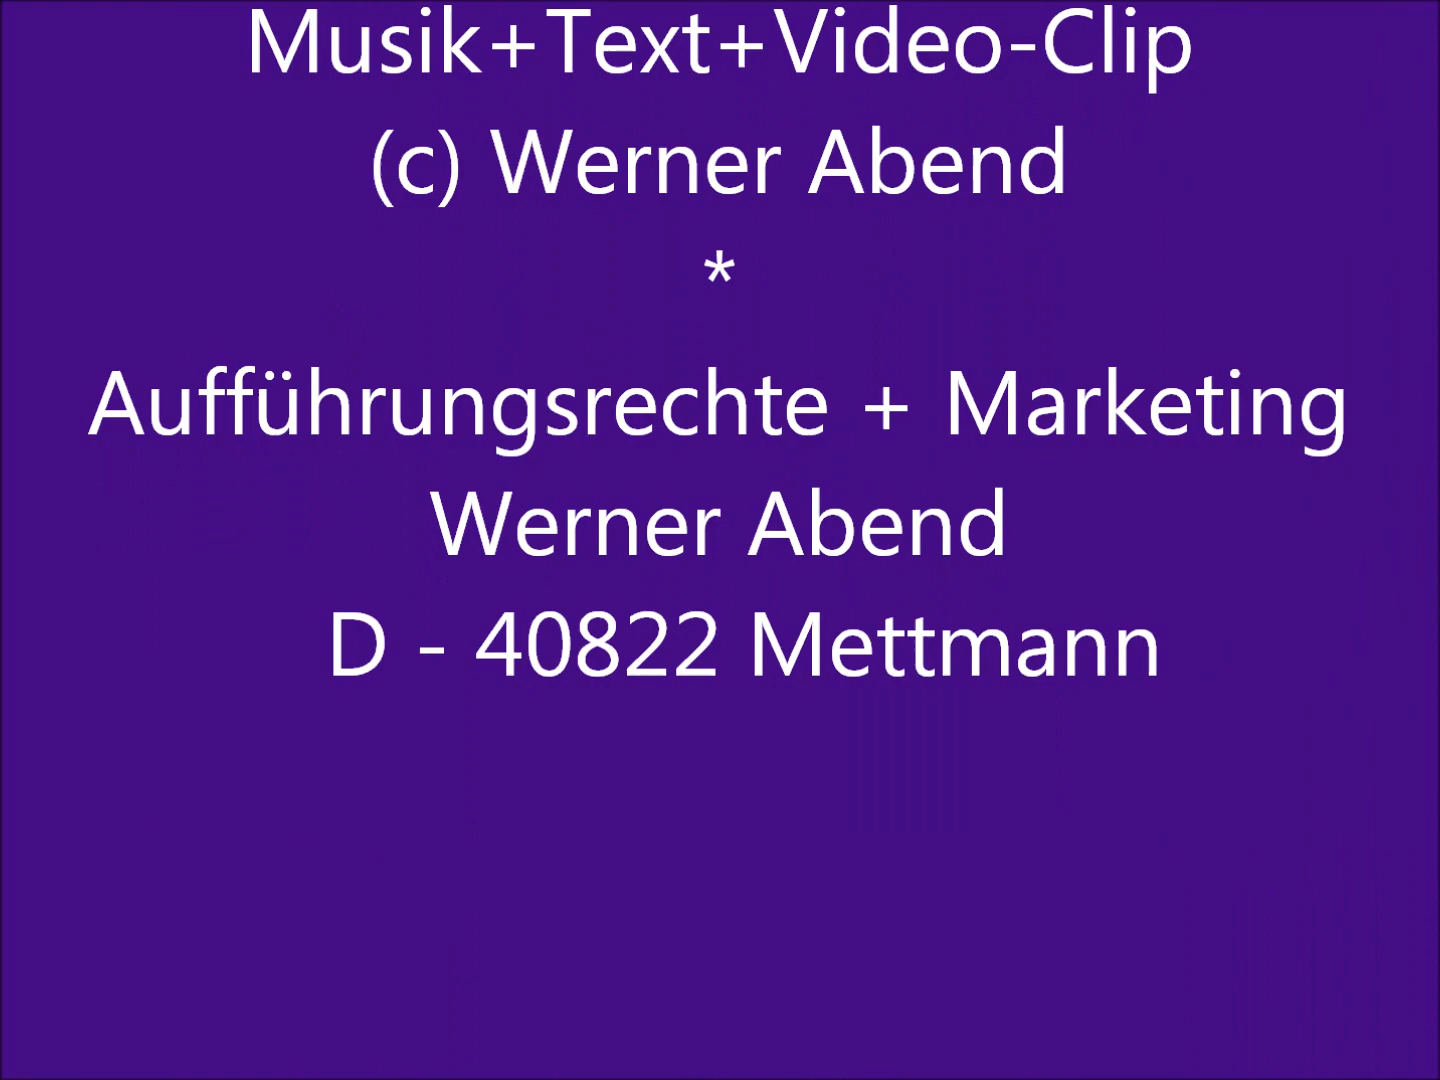 Musik+Text+Video-Clip
(c) Werner Abend
*
Aufführungsrechte + Marketing
Werner Abend
D - 40822 Mettmann